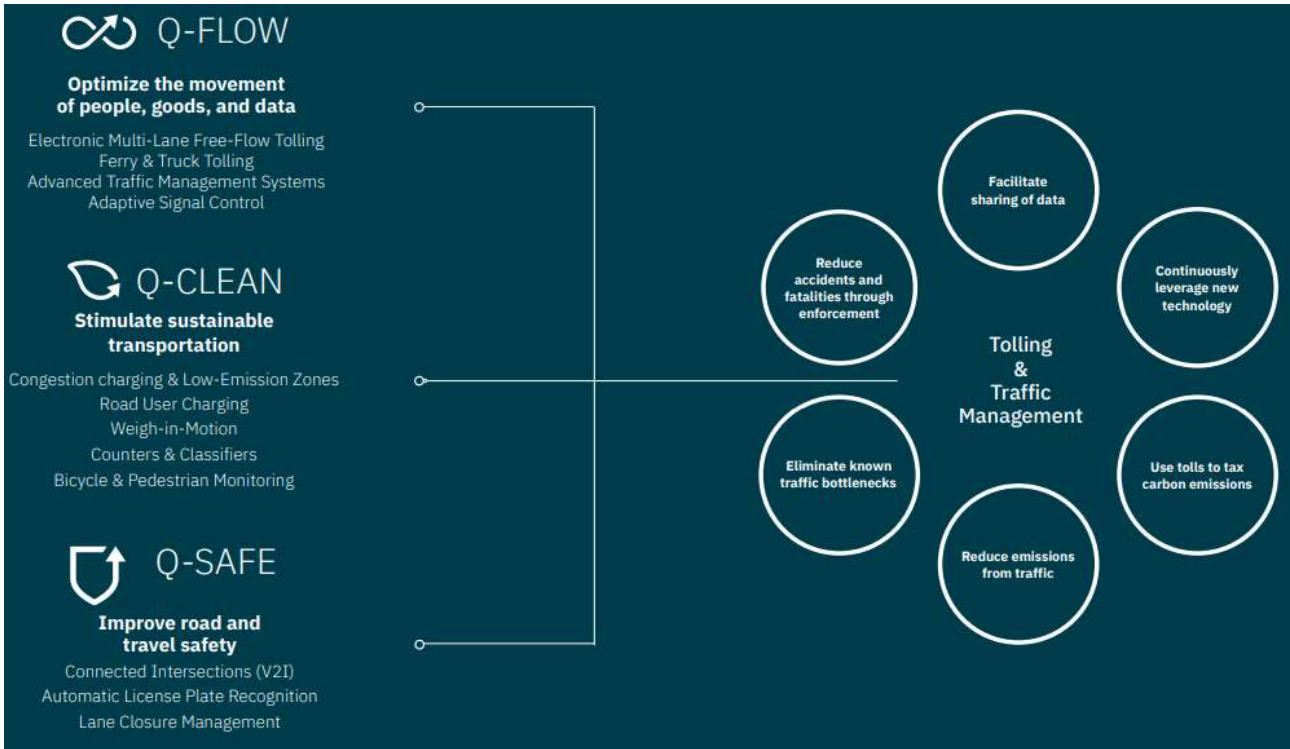 Q-FLOW
Optimize the movement
of people, goods, and data
Electronic Multi-Lane Free-Flow Tolling
Ferry & Truck Tolling
Advanced Traffic Management Systems
Adaptive Signal Control
Q-CLEAN
Stimulate sustainable
transportation
Congestion charging & Low-Emission Zones
Road User Charging
Weigh-in-Motion
Counters & Classifiers
Bicycle & Pedestrian Monitoring
Q-SAFE
Improve road and
travel safety
Connected Intersections (V2I)
Automatic License Plate Recognition
Lane Closure Management
Tolling
&
Traffic
Management
Facilitate
sharing of data
Continuously
leverage new
technology
Use tolls to tax
carbon emissions
Reduce emissions
from traffic
Eliminate known
traffic bottlenecks
Reduce
accidents and
fatalities through
enforcement